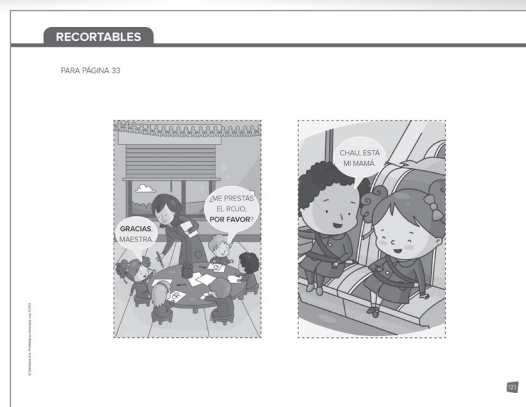 RECORTABLES
PARA PÁGINA 33
GRACIAS,
MAESTRA.
¿ME PRESTÁS
EL ROJO,
POR FAVOR?
CHAU, ESTÁ
MI MAMÁ.
123